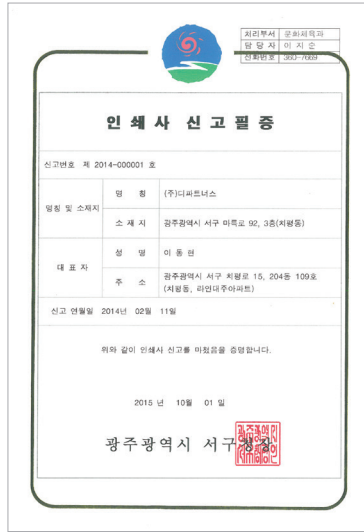 처리부서 문화체육과
담당자 이지순
전화번호 360-7669
인쇄사 신고필증
신고번호 제 2014-000001 호
명칭 및 소재지
명 칭 (주)디파트너스
소재지 광주광역시 서구 마륵로 92, 3층(치평동)
대표자
성 명 이동현
주 소 광주광역시 서구 치평로 15, 204동 109호
(치평동, 라인대주아파트)
신고 연월일 2014년 02월 11일
위와 같이 인쇄사 신고를 마쳤음을 증명합니다.
2015 년 10월 01 일
광주광역시 서구청장